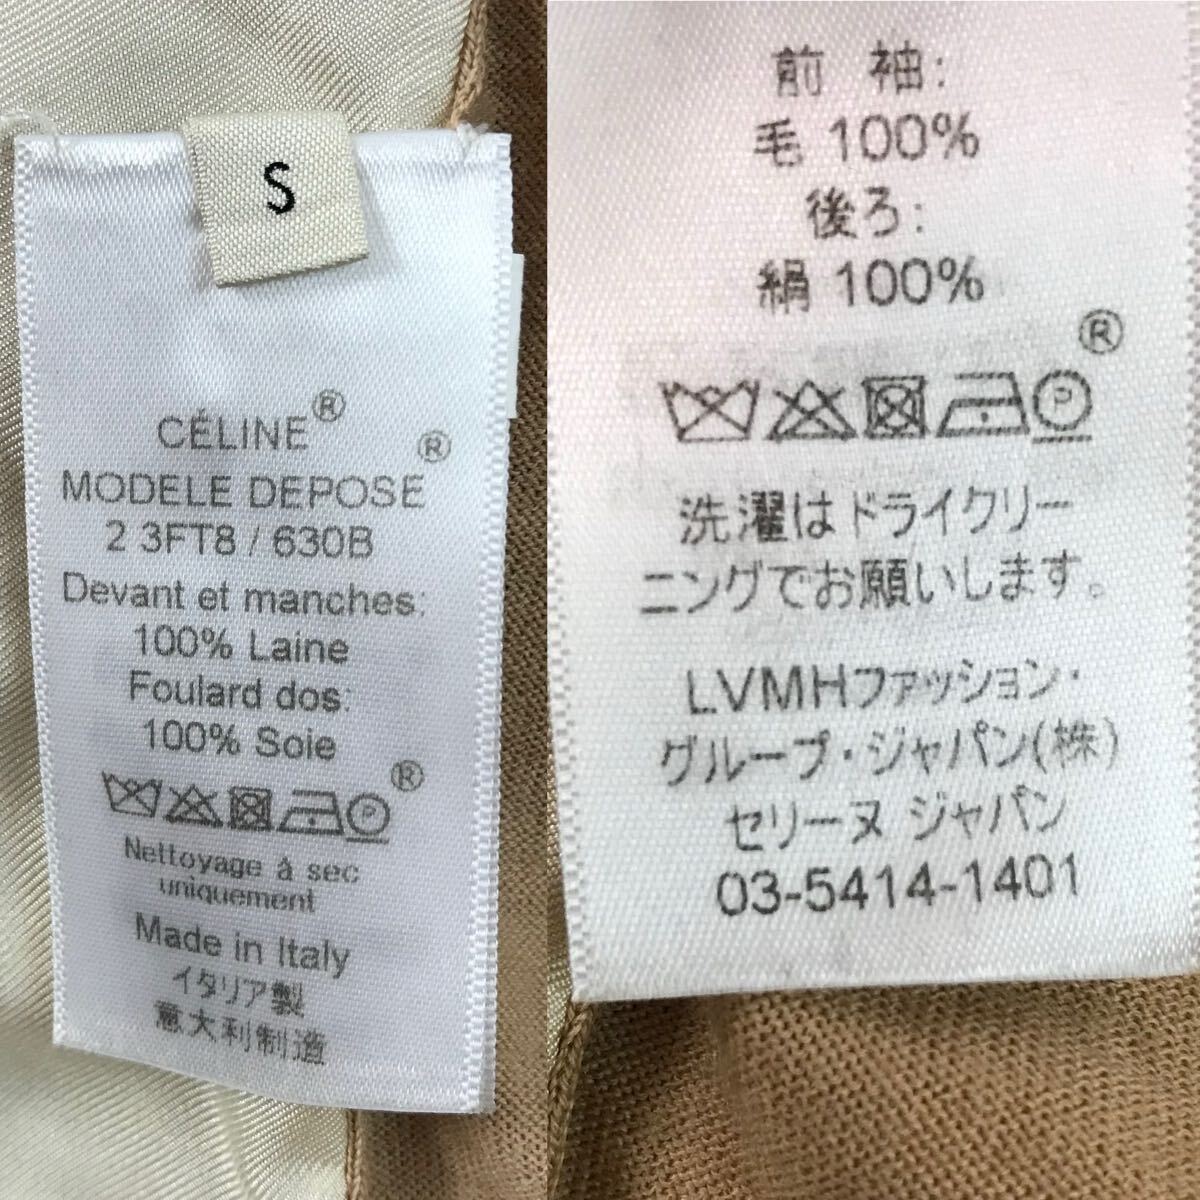 S
CÉLINE®
MODELE DEPOSE®
2 3FT8 / 630B
Devant et manches:
100% Laine
Foulard dos:
100% Soie
®
P
Nettoyage à sec
uniquement
Made in Italy
イタリア製
意大利制造
前 袖:
毛 100%
後ろ:
絹 100%
®
P
洗濯はドライクリー
ニングでお願いします。
LVMHファッション・
グループ・ジャパン(株)
セリーヌ ジャパン
03-5414-1401